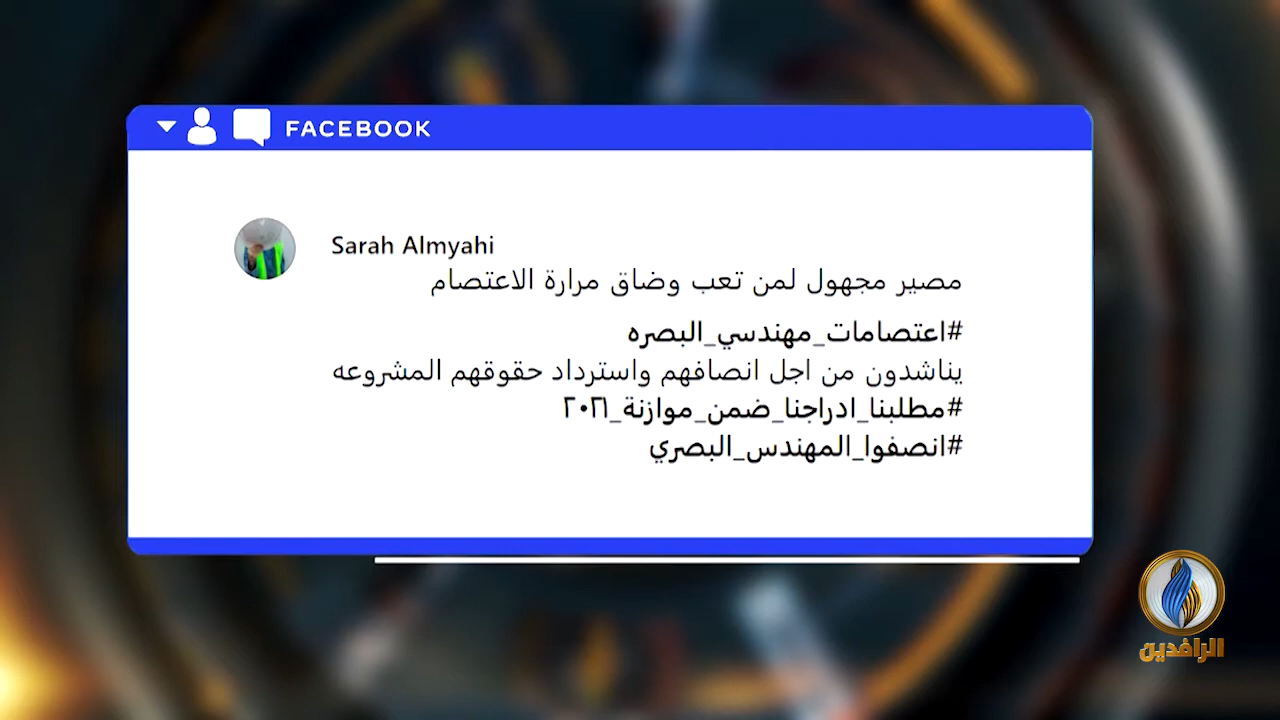 FACEBOOK
Sarah Almyahi
مصير مجهول لمن تعب وضاق مرارة الاعتصام
#اعتصامات_مهندسي_البصره
يناشدون من اجل انصافهم واسترداد حقوقهم المشروعه
#مطلبنا_ادراجنا_ضمن_موازنة_٢٠٢١
#انصفوا_المهندس_البصري
الرافدين